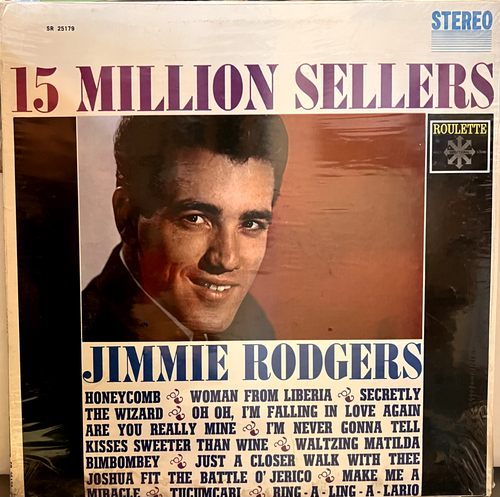 SR 25179
STEREO
15 MILLION SELLERS
ROULETTE
JIMMIE RODGERS
HONEYCOMB WOMAN FROM LIBERIA SECRETLY
THE WIZARD OH OH, I'M FALLING IN LOVE AGAIN
ARE YOU REALLY MINE I'M NEVER GONNA TELL
KISSES SWEETER THAN WINE WALTZING MATILDA
BIMBOMBEY JUST A CLOSER WALK WITH THEE
JOSHUA FIT THE BATTLE O' JERICO MAKE ME A
MIRACLE TUCUMCARI RING-A-LING-A-LARIO